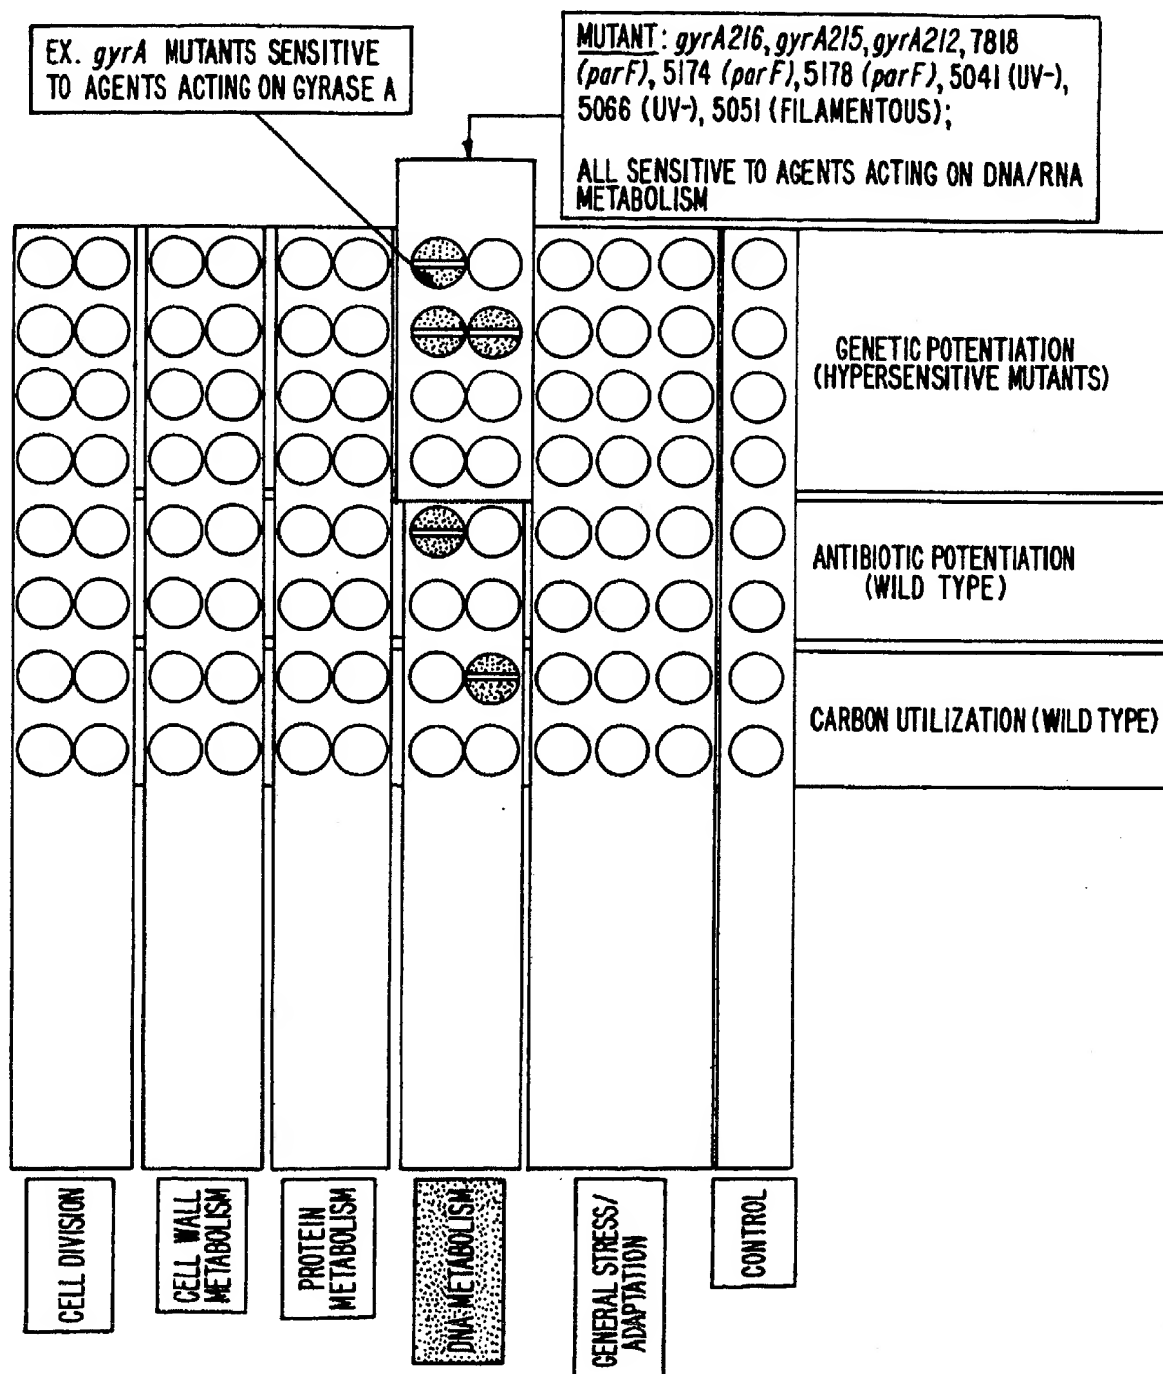 EX. gyrA MUTANTS SENSITIVE
TO AGENTS ACTING ON GYRASE A
MUTANT: gyrA216, gyrA215, gyrA212, 7818
(parF), 5174 (parF), 5178 (parF), 5041 (UV-),
5066 (UV-), 5051 (FILAMENTOUS);
ALL SENSITIVE TO AGENTS ACTING ON DNA/RNA
METABOLISM
GENETIC POTENTIATION
(HYPERSENSITIVE MUTANTS)
ANTIBIOTIC POTENTIATION
(WILD TYPE)
CARBON UTILIZATION (WILD TYPE)
CELL DIVISION
CELL WALL
METABOLISM
PROTEIN
METABOLISM
DNA METABOLISM
GENERAL STRESS/
ADAPTATION
CONTROL